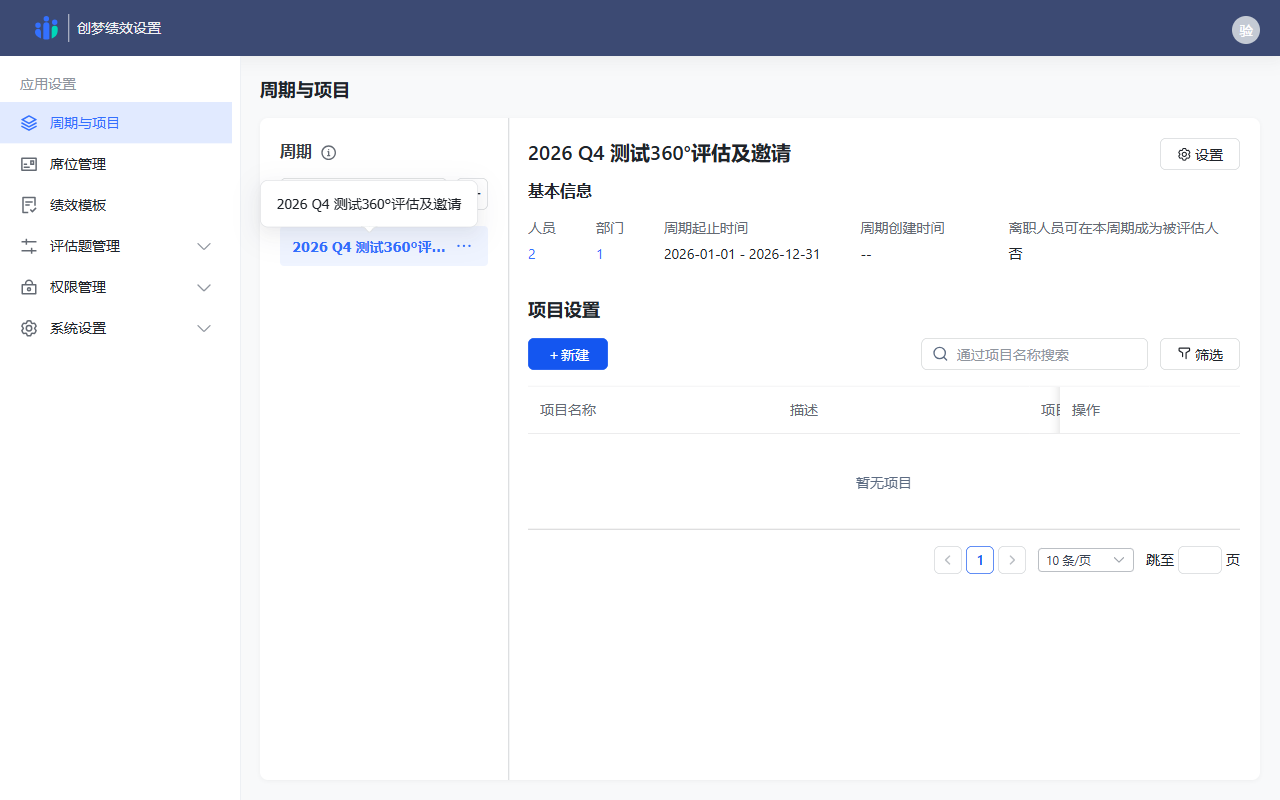 创梦绩效设置
验
应用设置
周期与项目
席位管理
绩效模板
评估题管理
权限管理
系统设置
周期与项目
周期
2026 Q4 测试360°评估及邀请
2026 Q4 测试360°评... ···
2026 Q4 测试360°评估及邀请
设置
基本信息
人员 部门 周期起止时间 周期创建时间 离职人员可在本周期成为被评估人
2 1 2026-01-01 - 2026-12-31 -- 否
项目设置
+ 新建 通过项目名称搜索 筛选
项目名称 描述 项目 操作
暂无项目
1 10 条/页 跳至 页